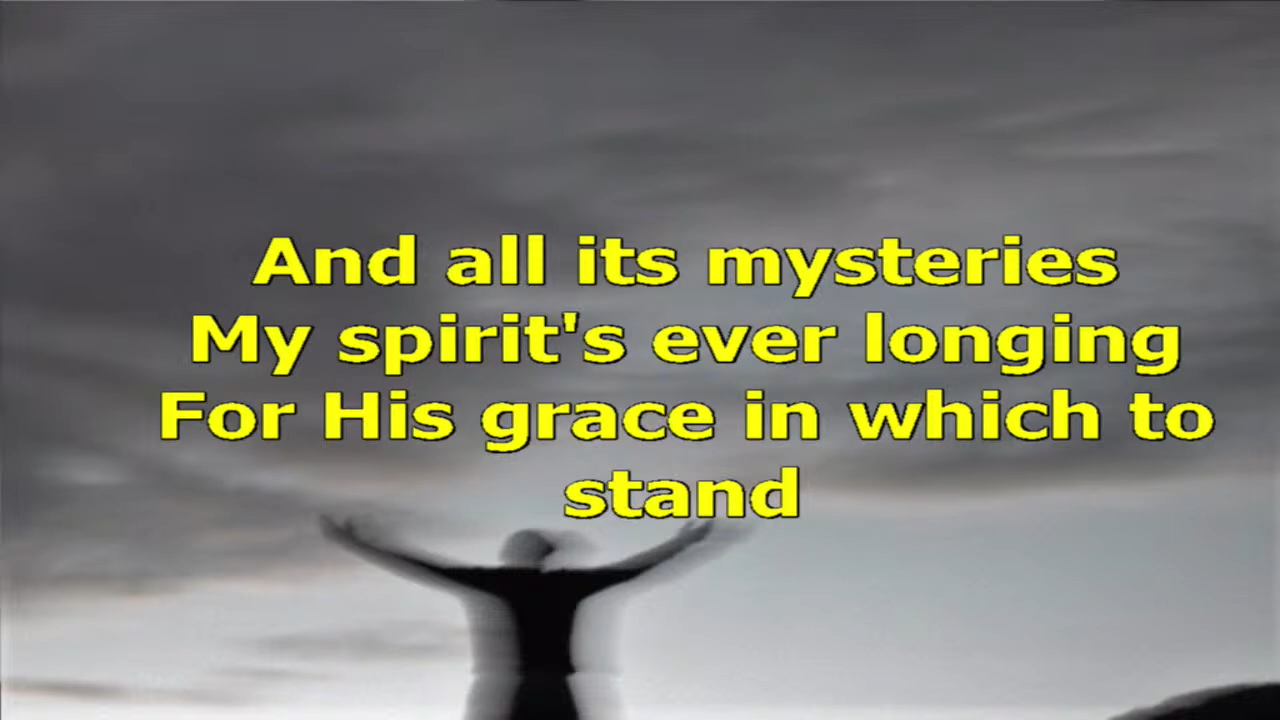 And all its mysteries
My spirit's ever longing
For His grace in which to
stand